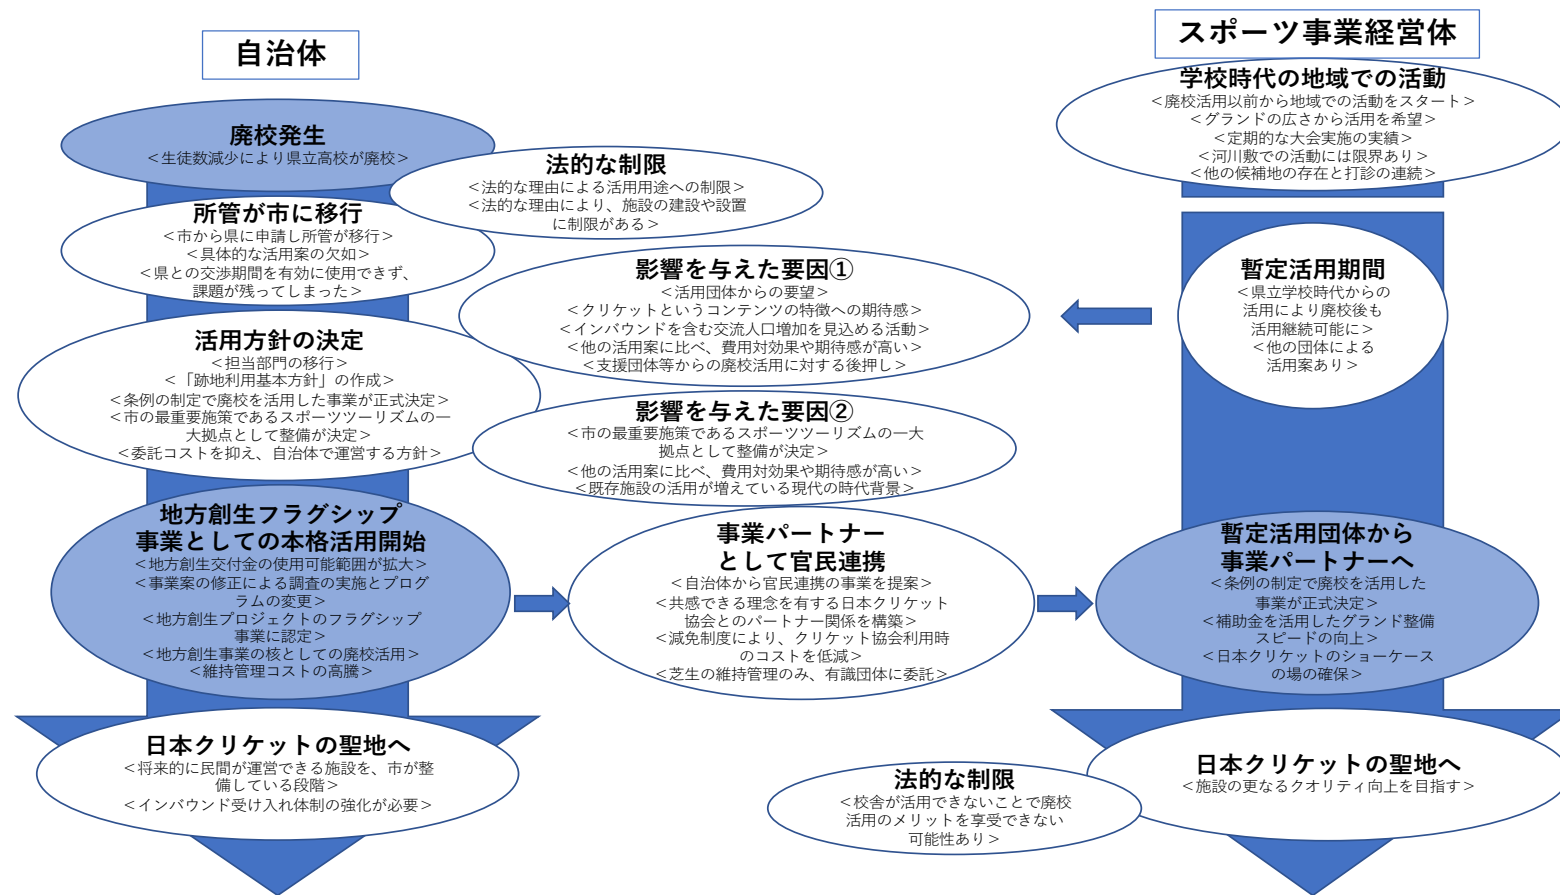 自治体
スポーツ事業経営体
廃校発生
＜生徒数減少により県立高校が廃校＞
法的な制限
＜法的な理由による活用用途への制限＞
＜法的な理由により、施設の建設や設置
に制限がある＞
所管が市に移行
＜市から県に申請し所管が移行＞
＜具体的な活用案の欠如＞
＜県との交渉期間を有効に使用できず、
課題が残ってしまった＞
活用方針の決定
＜担当部門の移行＞
＜「跡地利用基本方針」の作成＞
＜条例の制定で廃校を活用した事業が正式決定＞
＜市の最重要施策であるスポーツツーリズムの一
大拠点として整備が決定＞
＜委託コストを抑え、自治体で運営する方針＞
影響を与えた要因①
＜活用団体からの要望＞
＜クリケットというコンテンツの特徴への期待感＞
＜インバウンドを含む交流人口増加を見込める活動＞
＜他の活用案に比べ、費用対効果や期待感が高い＞
＜支援団体等からの廃校活用に対する後押し＞
影響を与えた要因②
＜市の最重要施策であるスポーツツーリズムの一大
拠点として整備が決定＞
＜他の活用案に比べ、費用対効果や期待感が高い＞
＜既存施設の活用が増えている現代の時代背景＞
地方創生フラグシップ
事業としての本格活用開始
＜地方創生交付金の使用可能範囲が拡大＞
＜事業案の修正による調査の実施とプログ
ラムの変更＞
＜地方創生プロジェクトのフラグシップ
事業に認定＞
＜地方創生事業の核としての廃校活用＞
＜維持管理コストの高騰＞
事業パートナー
として官民連携
＜自治体から官民連携の事業を提案＞
＜共感できる理念を有する日本クリケット
協会とのパートナー関係を構築＞
＜減免制度により、クリケット協会利用時
のコストを低減＞
＜芝生の維持管理のみ、有識団体に委託＞
日本クリケットの聖地へ
＜将来的に民間が運営できる施設を、市が整
備している段階＞
＜インバウンド受け入れ体制の強化が必要＞
学校時代の地域での活動
＜廃校活用以前から地域での活動をスタート＞
＜グランドの広さから活用を希望＞
＜定期的な大会実施の実績＞
＜河川敷での活動には限界あり＞
＜他の候補地の存在と打診の連続＞
暫定活用期間
＜県立学校時代からの
活用により廃校後も
活用継続可能に＞
＜他の団体による
活用案あり＞
暫定活用団体から
事業パートナーへ
＜条例の制定で廃校を活用した
事業が正式決定＞
＜補助金を活用したグランド整備
スピードの向上＞
＜日本クリケットのショーケース
の場の確保＞
日本クリケットの聖地へ
＜施設の更なるクオリティ向上を目指す＞
法的な制限
＜校舎が活用できないことで廃校
活用のメリットを享受できない
可能性あり＞